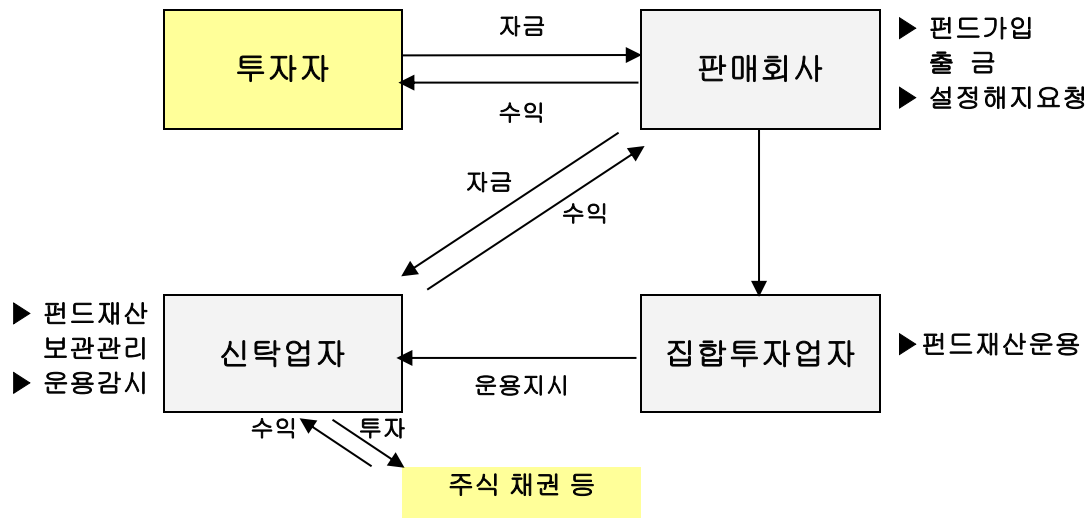 투자자
자금
수익
판매회사
▶ 펀드가입
출 금
▶ 설정해지요청
자금
수익
▶ 펀드재산
보관관리
▶ 운용감시
신탁업자
운용지시
집합투자업자
▶펀드재산운용
수익
투자
주식 채권 등